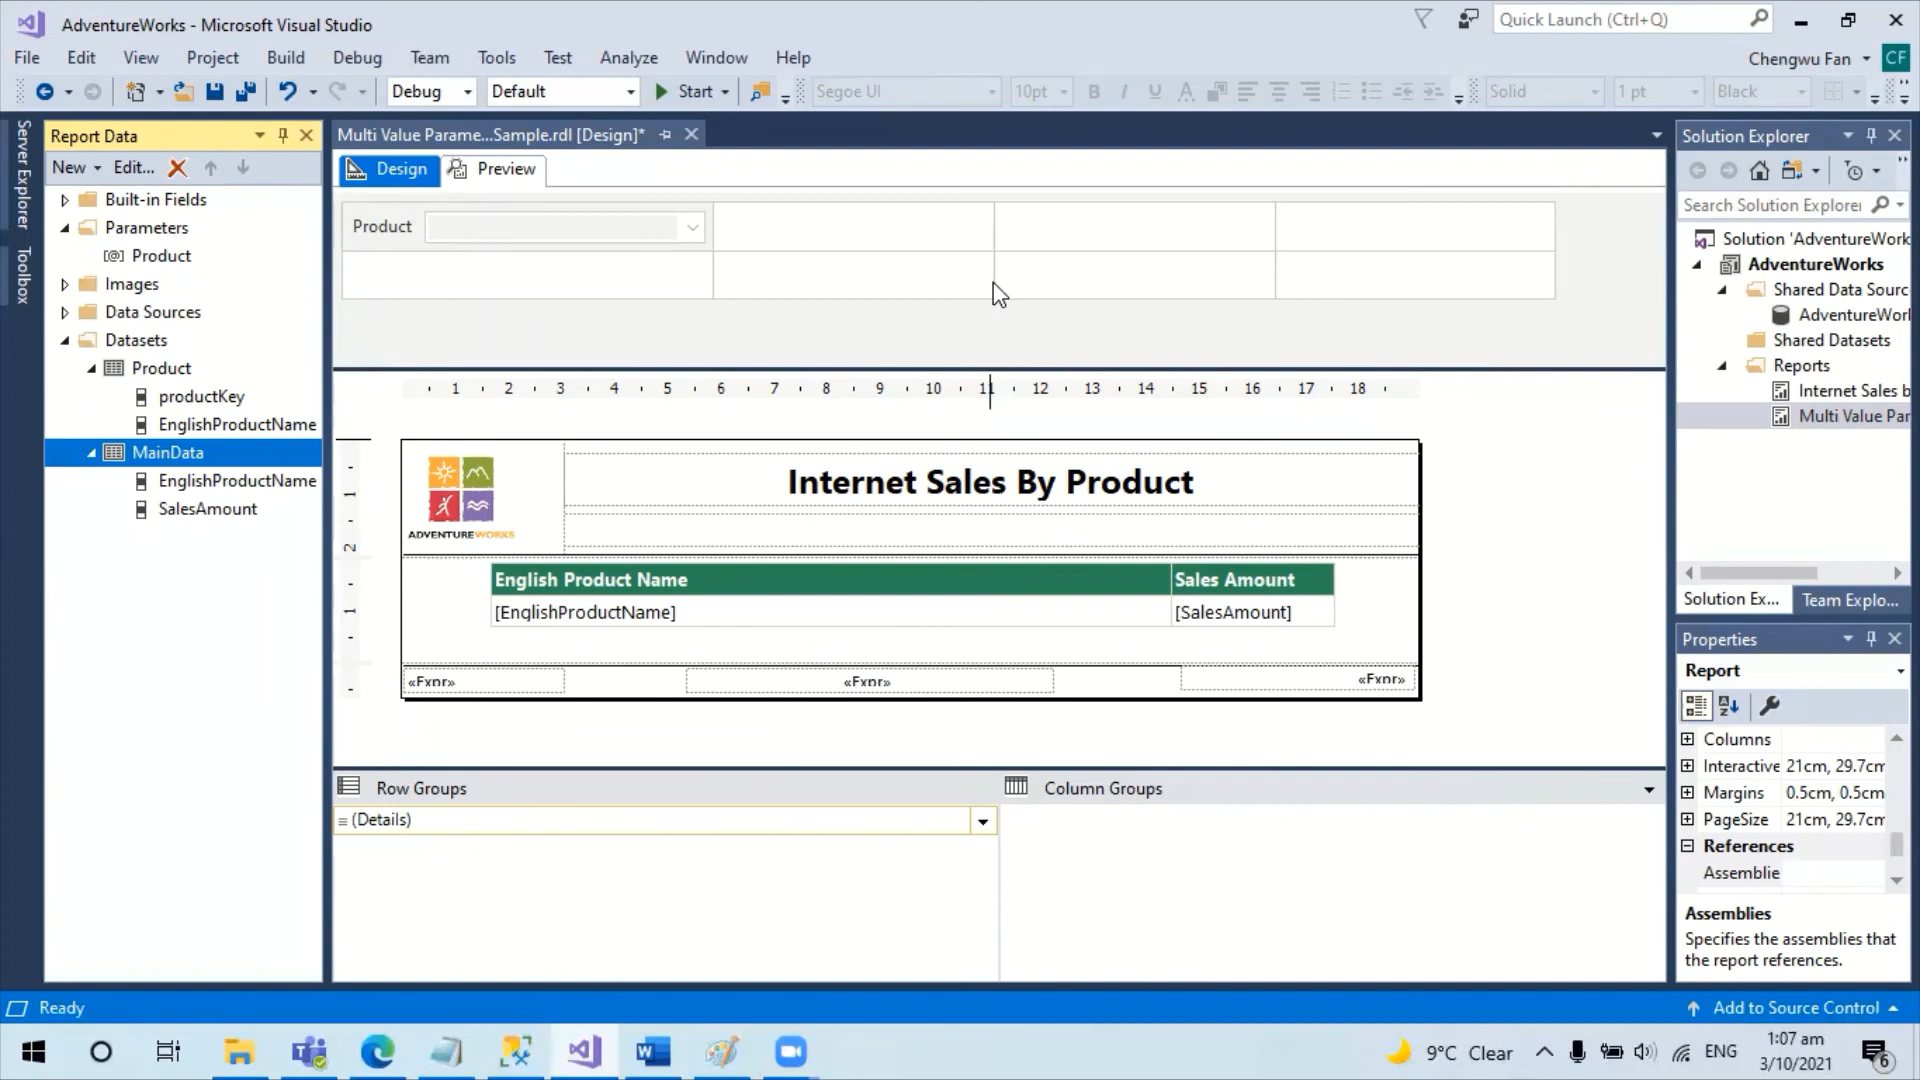 AdventureWorks - Microsoft Visual Studio
Quick Launch (Ctrl+Q)
File Edit View Project Build Debug Team Tools Test Analyze Window Help
Chengwu Fan CF
Debug Default Start Segoe UI 10pt B I U A Solid 1 pt Black
Server Explorer
Toolbox
Report Data
New Edit...
Built-in Fields
Parameters
[@] Product
Images
Data Sources
Datasets
Product
productKey
EnglishProductName
MainData
EnglishProductName
SalesAmount
Multi Value Parame...Sample.rdl [Design]*
Design Preview
Product
1 2 3 4 5 6 7 8 9 10 11 12 13 14 15 16 17 18
1
2
1
ADVENTUREWORKS
Internet Sales By Product
English Product Name Sales Amount
[EnglishProductName] [SalesAmount]
«Expr» «Expr» «Expr»
Row Groups
(Details)
Column Groups
Solution Explorer
Search Solution Explorer
Solution 'AdventureWork
AdventureWorks
Shared Data Sourc
AdventureWorl
Shared Datasets
Reports
Internet Sales b
Multi Value Par
Solution Ex... Team Explo...
Properties
Report
Columns
Interactive 21cm, 29.7cm
Margins 0.5cm, 0.5cm
PageSize 21cm, 29.7cm
References
Assemblie
Assemblies
Specifies the assemblies that
the report references.
Ready
Add to Source Control
9°C Clear
ENG
1:07 am
3/10/2021
6